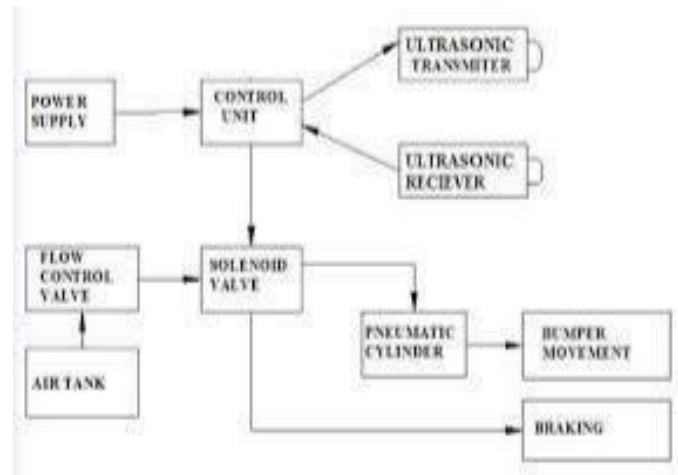 ULTRASONIC
TRANSMITER
POWER
SUPPLY
CONTROL
UNIT
ULTRASONIC
RECIEVER
FLOW
CONTROL
VALVE
SOLENOID
VALVE
PNEUMATIC
CYLINDER
BUMPER
MOVEMENT
AIR TANK
BRAKING